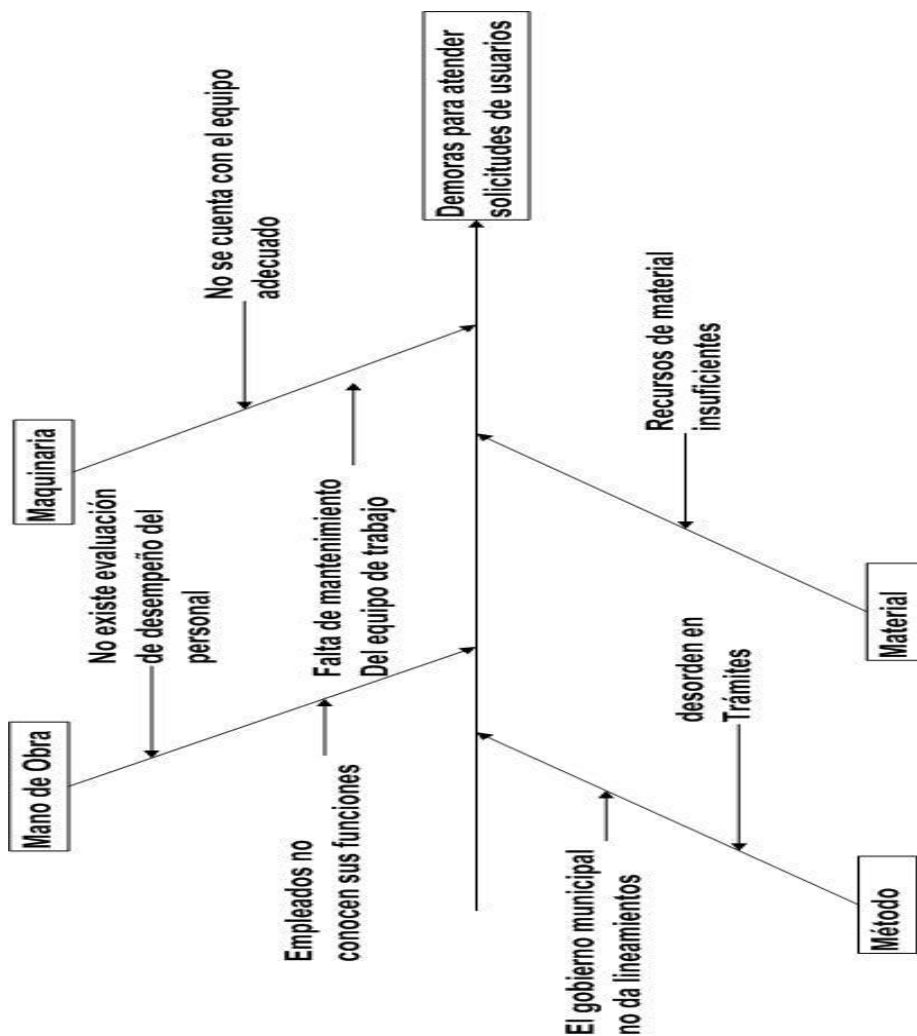 Mano de Obra
Maquinaria
No existe evaluación
de desempeño del
personal
No se cuenta con el equipo
adecuado
Empleados no
conocen sus funciones
Falta de mantenimiento
Del equipo de trabajo
Demoras para atender
solicitudes de usuarios
El gobierno municipal
no da lineamientos
desorden en
Trámites
Recursos de material
insuficientes
Método
Material